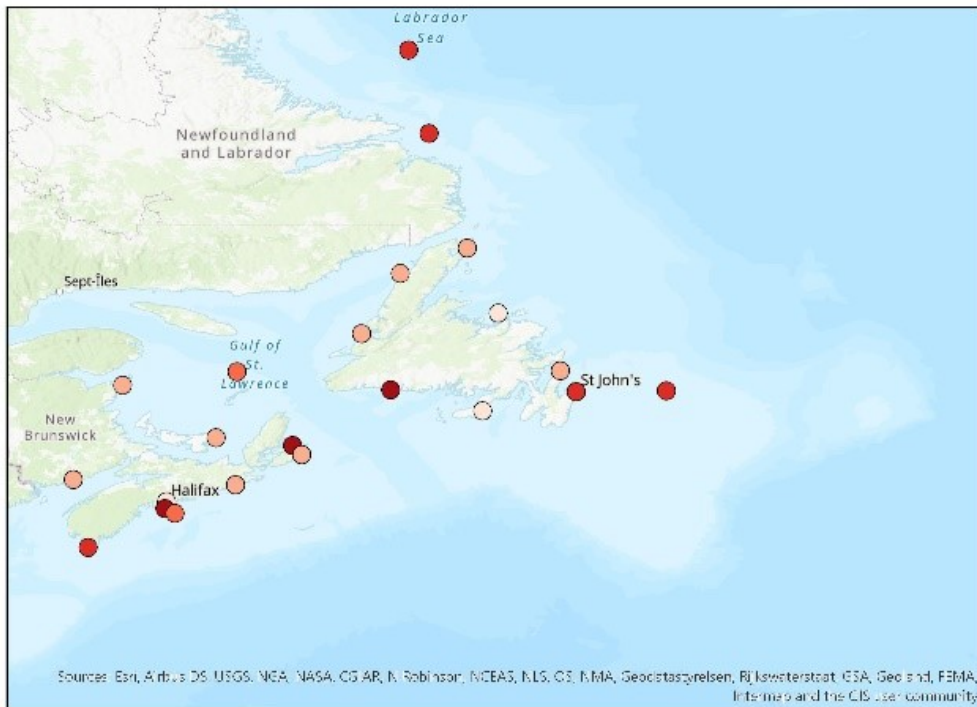 Labrador
Sea
Newfoundland
and Labrador
Sept-Îles
Gulf of
St.
Lawrence
St John's
New
Brunswick
Halifax
Sources: Esri, Airbus DS, USGS, NGA, NASA, CGIAR, N Robinson, NCEAS, NLS, OS, NMA, Geodatastyrelsen, Rijkswaterstaat, GSA, Geoland, FEMA,
Intermap and the GIS user community